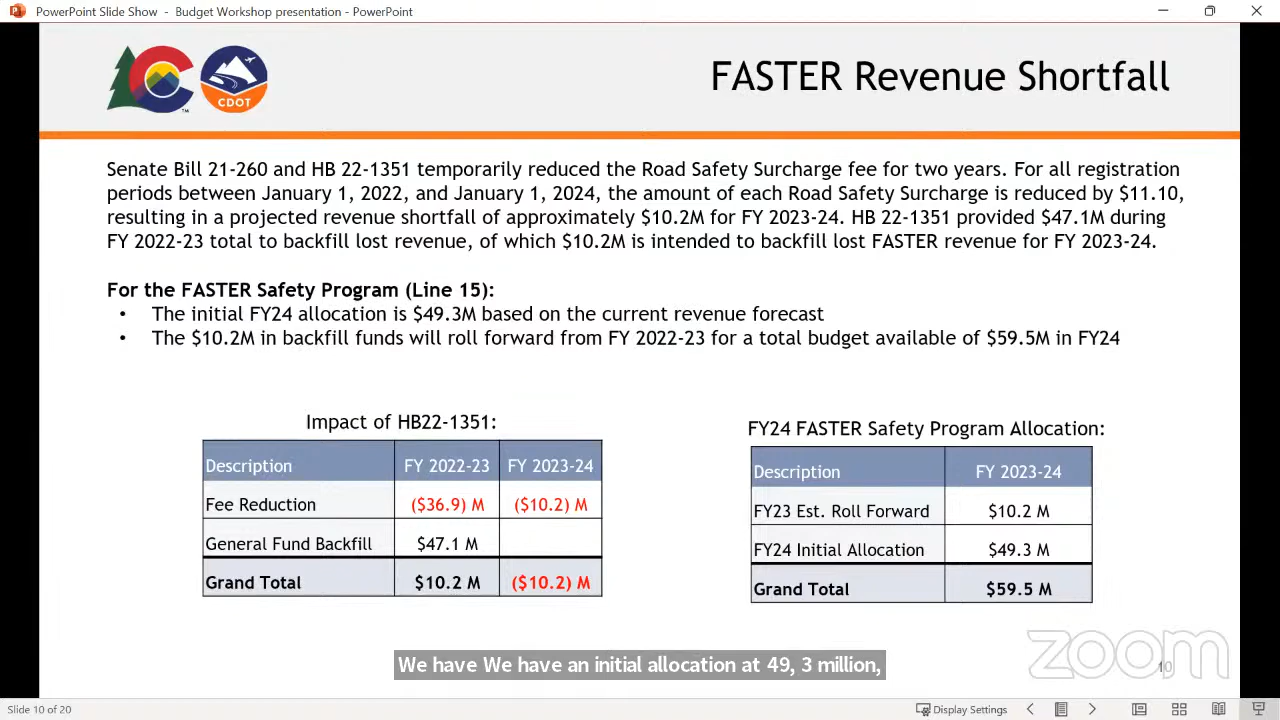 PowerPoint Slide Show - Budget Workshop presentation - PowerPoint
CDOT
TM
FASTER Revenue Shortfall
Senate Bill 21-260 and HB 22-1351 temporarily reduced the Road Safety Surcharge fee for two years. For all registration
periods between January 1, 2022, and January 1, 2024, the amount of each Road Safety Surcharge is reduced by $11.10,
resulting in a projected revenue shortfall of approximately $10.2M for FY 2023-24. HB 22-1351 provided $47.1M during
FY 2022-23 total to backfill lost revenue, of which $10.2M is intended to backfill lost FASTER revenue for FY 2023-24.
For the FASTER Safety Program (Line 15):
• The initial FY24 allocation is $49.3M based on the current revenue forecast
• The $10.2M in backfill funds will roll forward from FY 2022-23 for a total budget available of $59.5M in FY24
Impact of HB22-1351:
Description FY 2022-23 FY 2023-24
Fee Reduction ($36.9) M ($10.2) M
General Fund Backfill $47.1 M
Grand Total $10.2 M ($10.2) M
FY24 FASTER Safety Program Allocation:
Description FY 2023-24
FY23 Est. Roll Forward $10.2 M
FY24 Initial Allocation $49.3 M
Grand Total $59.5 M
We have We have an initial allocation at 49, 3 million,
zoom
10
Slide 10 of 20
Display Settings